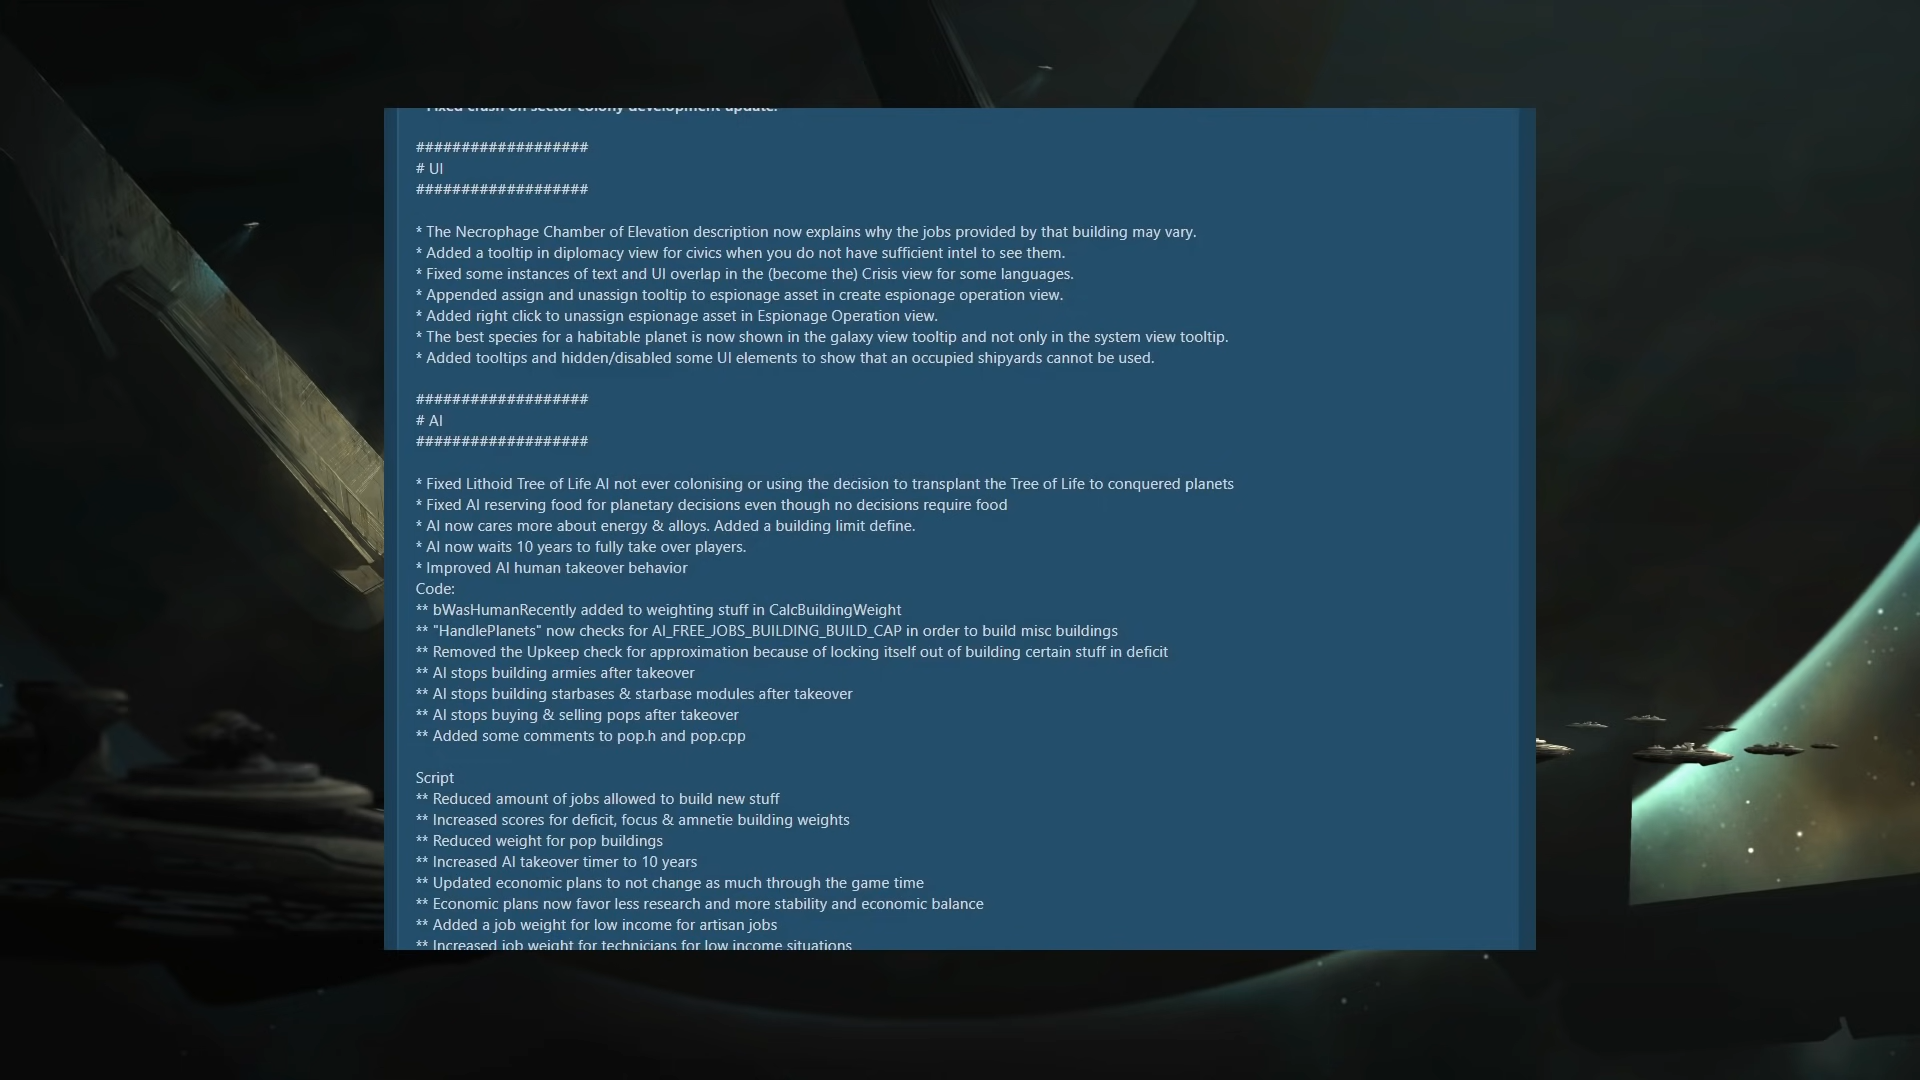 * Fixed crash on sector colony development update.
###################
# UI
###################
* The Necrophage Chamber of Elevation description now explains why the jobs provided by that building may vary.
* Added a tooltip in diplomacy view for civics when you do not have sufficient intel to see them.
* Fixed some instances of text and UI overlap in the (become the) Crisis view for some languages.
* Appended assign and unassign tooltip to espionage asset in create espionage operation view.
* Added right click to unassign espionage asset in Espionage Operation view.
* The best species for a habitable planet is now shown in the galaxy view tooltip and not only in the system view tooltip.
* Added tooltips and hidden/disabled some UI elements to show that an occupied shipyards cannot be used.
###################
# AI
###################
* Fixed Lithoid Tree of Life AI not ever colonising or using the decision to transplant the Tree of Life to conquered planets
* Fixed AI reserving food for planetary decisions even though no decisions require food
* AI now cares more about energy & alloys. Added a building limit define.
* AI now waits 10 years to fully take over players.
* Improved AI human takeover behavior
Code:
** bWasHumanRecently added to weighting stuff in CalcBuildingWeight
** "HandlePlanets" now checks for AI_FREE_JOBS_BUILDING_BUILD_CAP in order to build misc buildings
** Removed the Upkeep check for approximation because of locking itself out of building certain stuff in deficit
** AI stops building armies after takeover
** AI stops building starbases & starbase modules after takeover
** AI stops buying & selling pops after takeover
** Added some comments to pop.h and pop.cpp
Script
** Reduced amount of jobs allowed to build new stuff
** Increased scores for deficit, focus & amnetie building weights
** Reduced weight for pop buildings
** Increased AI takeover timer to 10 years
** Updated economic plans to not change as much through the game time
** Economic plans now favor less research and more stability and economic balance
** Added a job weight for low income for artisan jobs
** Increased job weight for technicians for low income situations